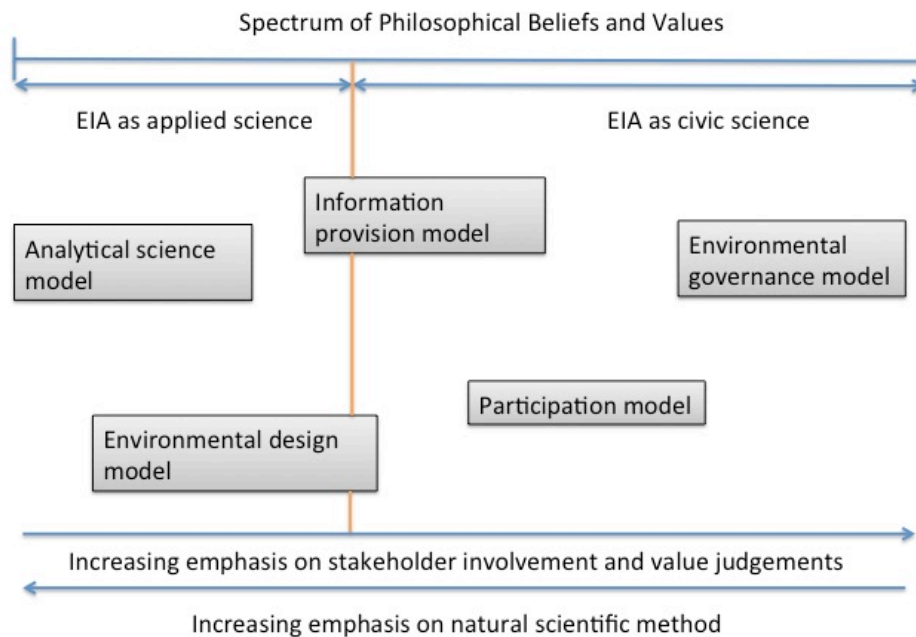 Spectrum of Philosophical Beliefs and Values
EIA as applied science
EIA as civic science
Information
provision model
Analytical science
model
Environmental
governance model
Participation model
Environmental design
model
Increasing emphasis on stakeholder involvement and value judgements
Increasing emphasis on natural scientific method